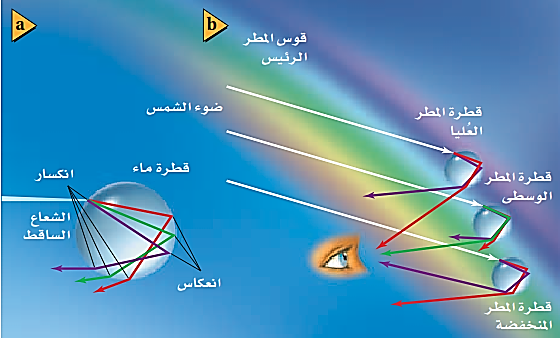 a
b
قوس المطر
الرئيس
ضوء الشمس
قطرة المطر
العُليا
قطرة المطر
الوسطى
قطرة المطر
المنخفضة
قطرة ماء
انكسار
الشعاع
الساقط
انعكاس